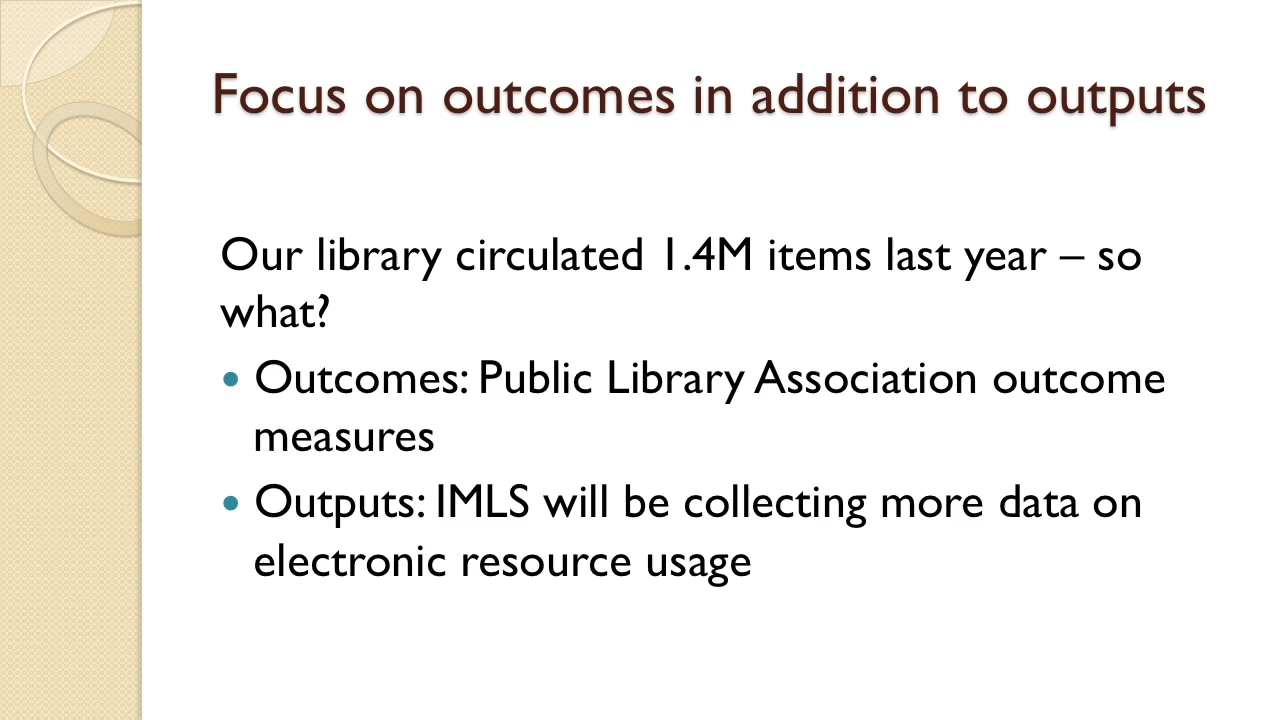 Focus on outcomes in addition to outputs
Our library circulated 1.4M items last year – so
what?
• Outcomes: Public Library Association outcome
measures
• Outputs: IMLS will be collecting more data on
electronic resource usage